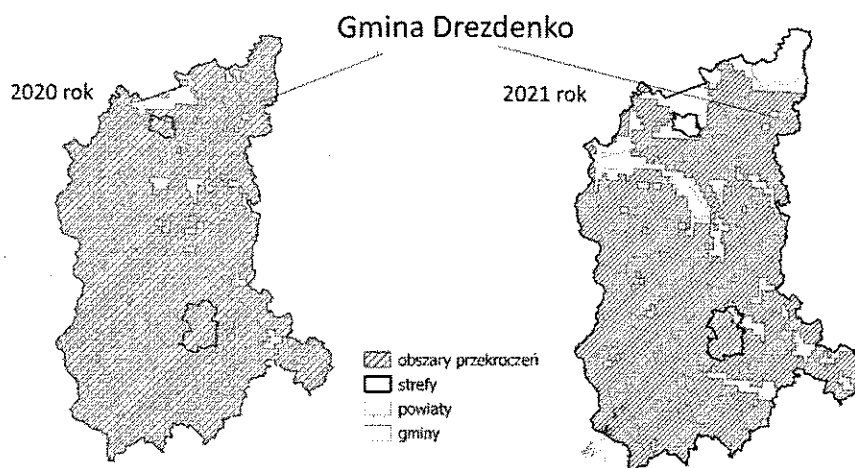 Gmina Drezdenko
2020 rok
2021 rok
obszary przekroczeń
strefy
powiaty
gminy